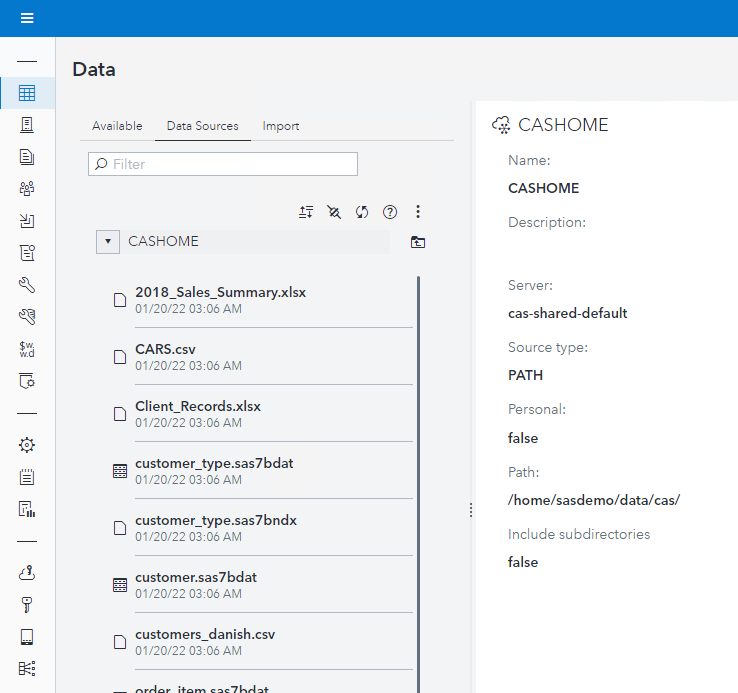 Data
Available
Data Sources
Import
Filter
CASHOME
2018_Sales_Summary.xlsx
01/20/22 03:06 AM
CARS.csv
01/20/22 03:06 AM
Client_Records.xlsx
01/20/22 03:06 AM
customer_type.sas7bdat
01/20/22 03:06 AM
customer_type.sas7bndx
01/20/22 03:06 AM
customer.sas7bdat
01/20/22 03:06 AM
customers_danish.csv
01/20/22 03:06 AM
order_item.sas7bdat
$w.
w.d
CASHOME
Name:
CASHOME
Description:
Server:
cas-shared-default
Source type:
PATH
Personal:
false
Path:
/home/sasdemo/data/cas/
Include subdirectories
false